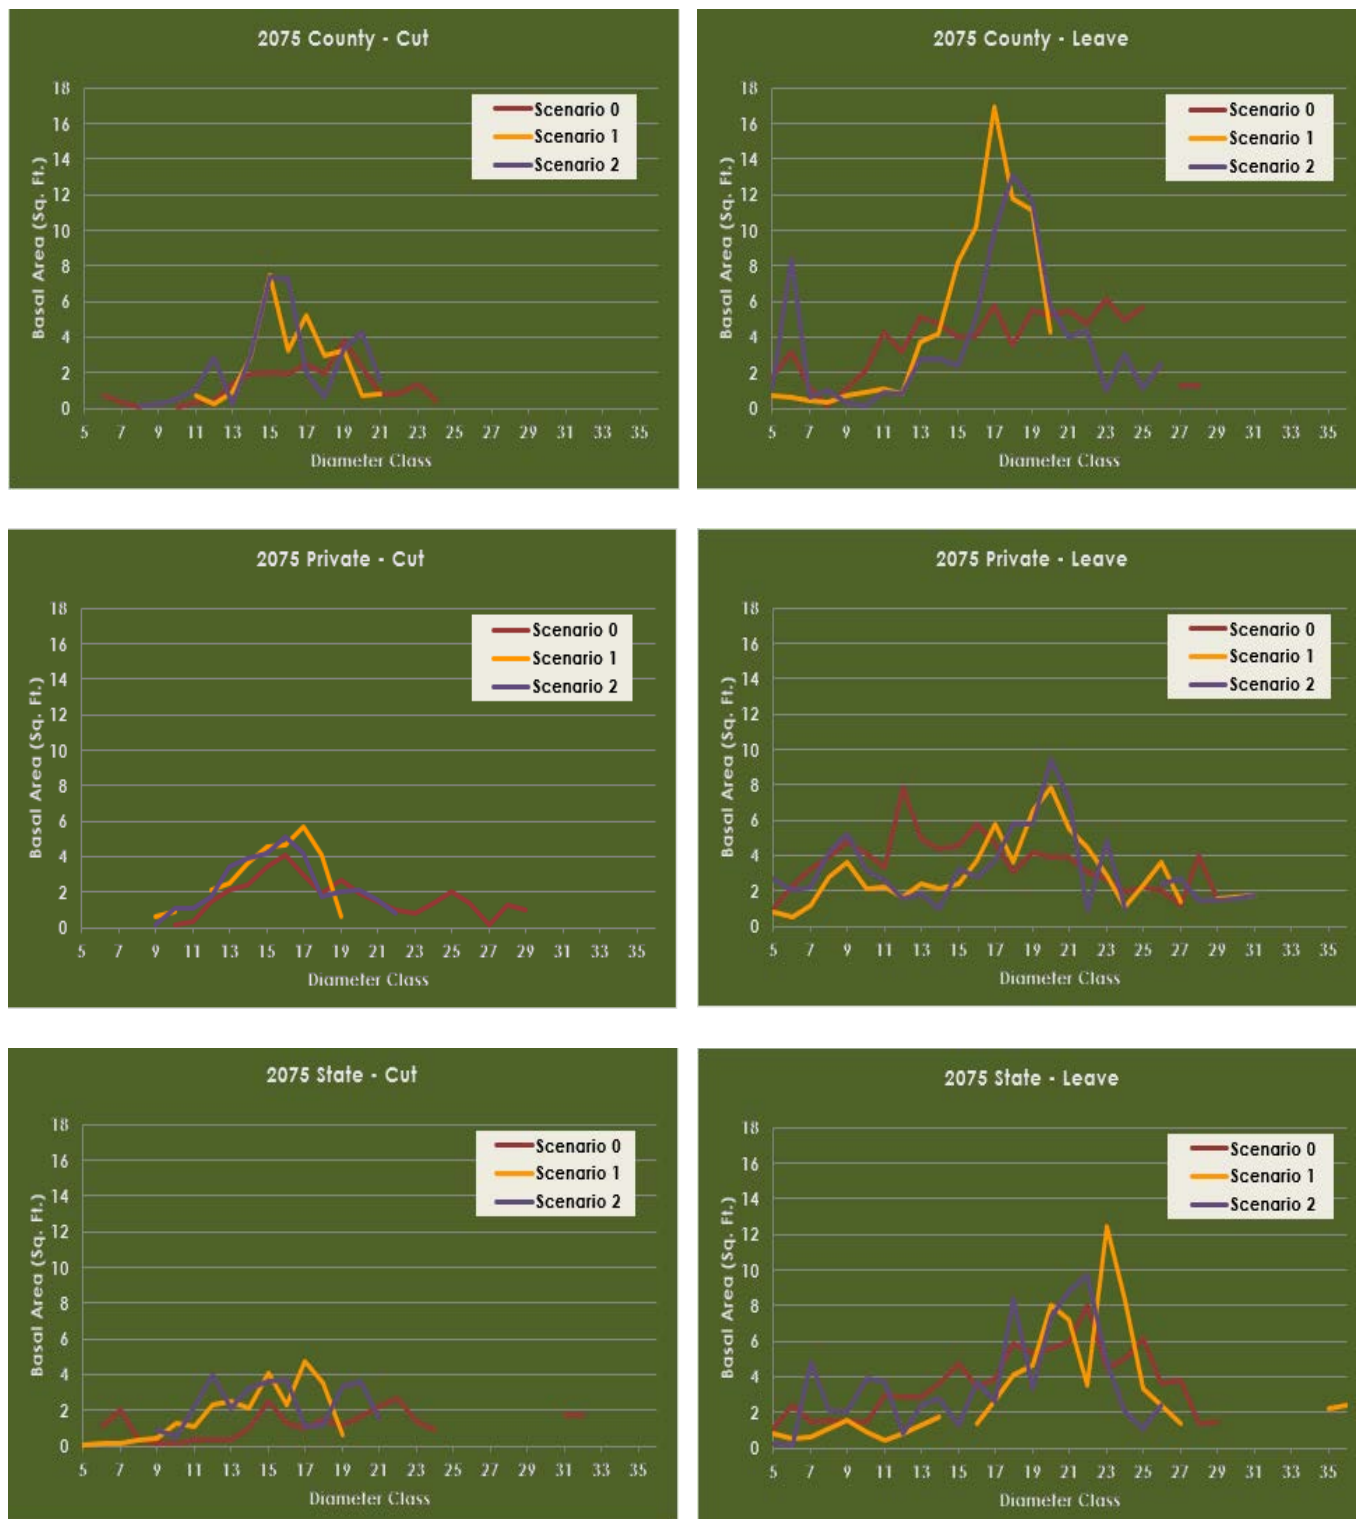 2075 County - Cut
18
16
14
12
10
8
6
4
2
0
Basal Area (Sq. Ft.)
Scenario 0
Scenario 1
Scenario 2
5 7 9 11 13 15 17 19 21 23 25 27 29 31 33 35
Diameter Class
2075 County - Leave
18
16
14
12
10
8
6
4
2
0
Basal Area (Sq. Ft.)
Scenario 0
Scenario 1
Scenario 2
5 7 9 11 13 15 17 19 21 23 25 27 29 31 33 35
Diameter Class
2075 Private - Cut
18
16
14
12
10
8
6
4
2
0
Basal Area (Sq. Ft.)
Scenario 0
Scenario 1
Scenario 2
5 7 9 11 13 15 17 19 21 23 25 27 29 31 33 35
Diameter Class
2075 Private - Leave
18
16
14
12
10
8
6
4
2
0
Basal Area (Sq. Ft.)
Scenario 0
Scenario 1
Scenario 2
5 7 9 11 13 15 17 19 21 23 25 27 29 31 33 35
Diameter Class
2075 State - Cut
18
16
14
12
10
8
6
4
2
0
Basal Area (Sq. Ft.)
Scenario 0
Scenario 1
Scenario 2
5 7 9 11 13 15 17 19 21 23 25 27 29 31 33 35
Diameter Class
2075 State - Leave
18
16
14
12
10
8
6
4
2
0
Basal Area (Sq. Ft.)
Scenario 0
Scenario 1
Scenario 2
5 7 9 11 13 15 17 19 21 23 25 27 29 31 33 35
Diameter Class